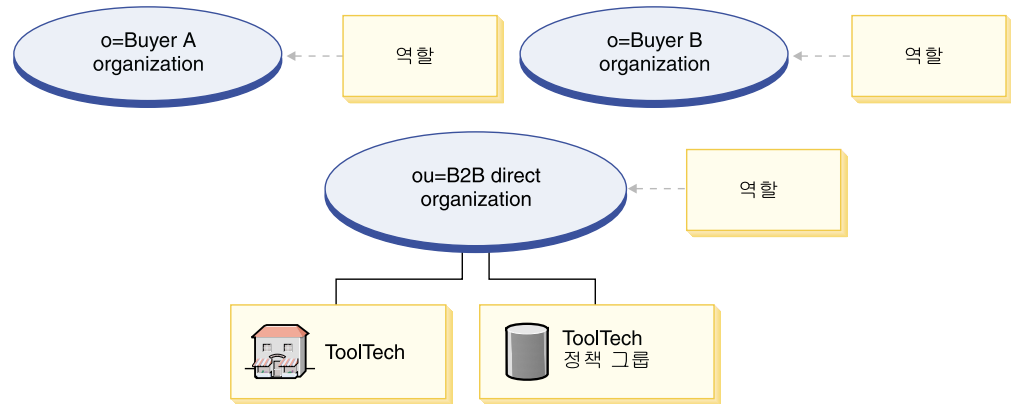 o=Buyer A
organization
역할
o=Buyer B
organization
역할
ou=B2B direct
organization
역할
ToolTech
ToolTech
정책 그룹